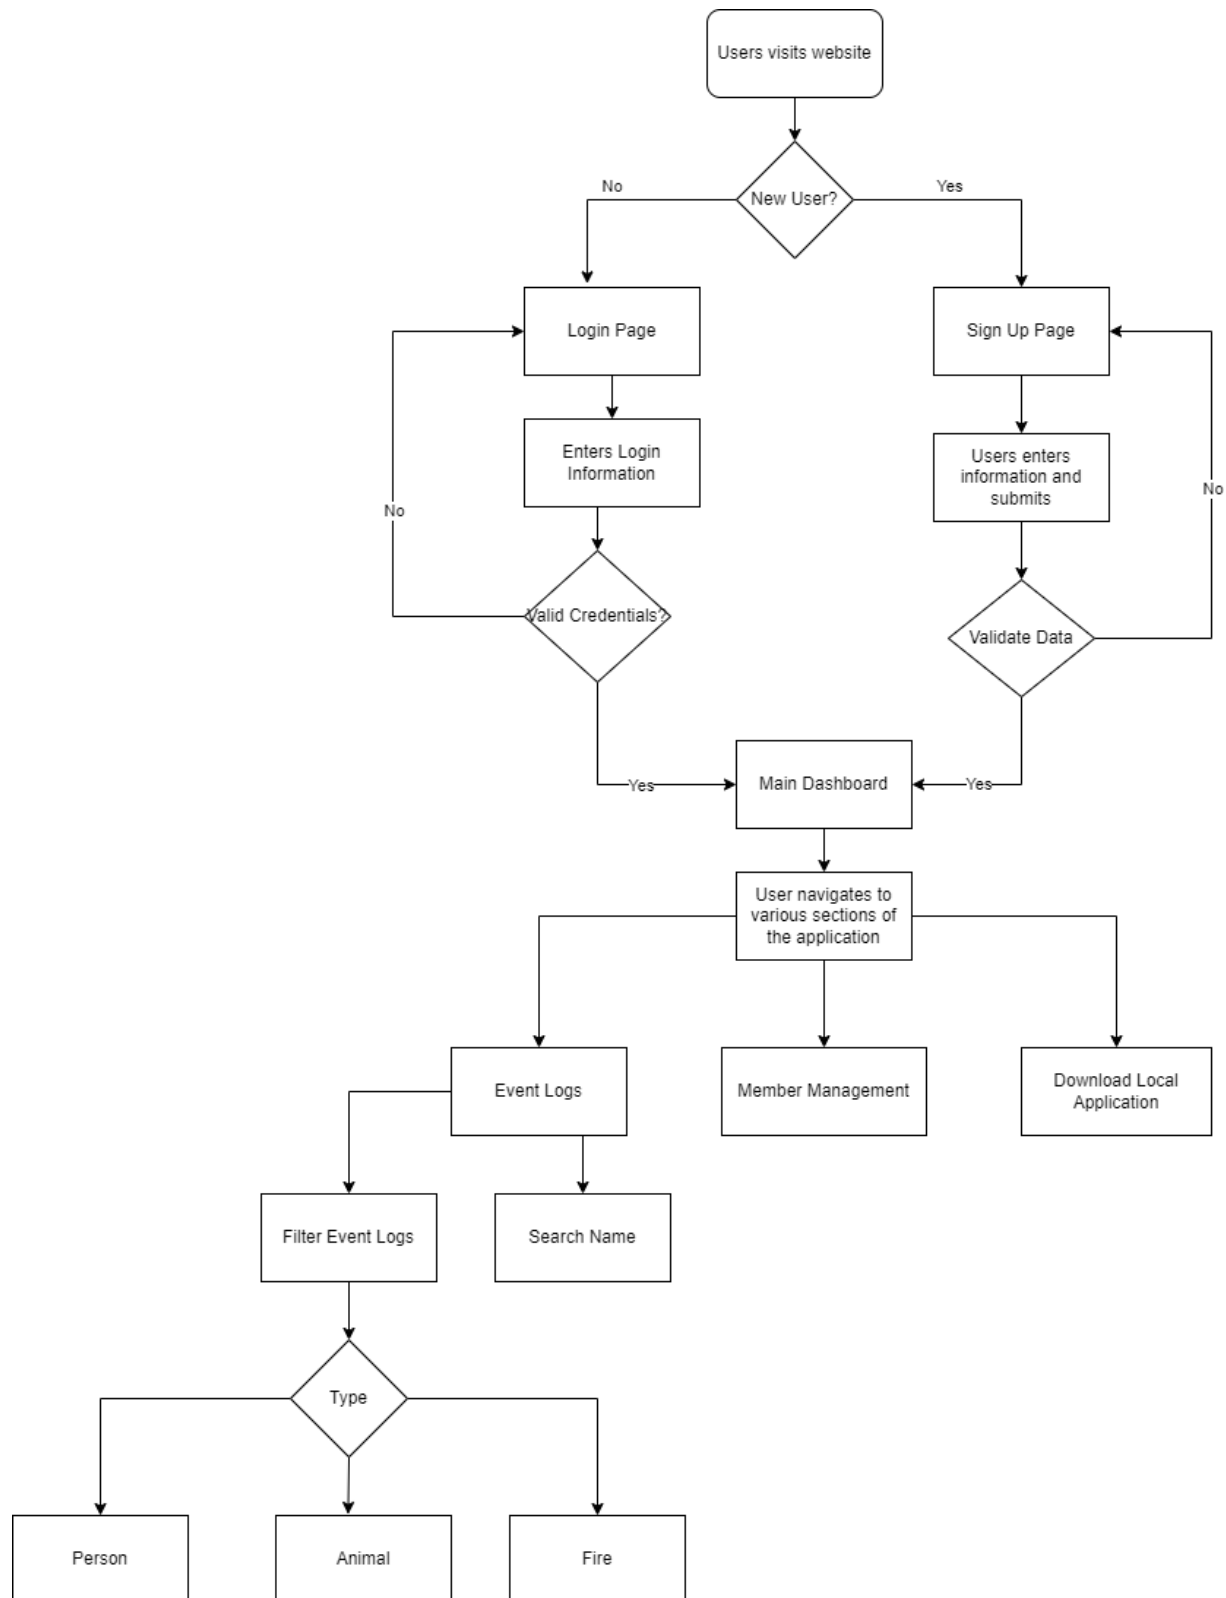 Users visits website
New User?
No
Yes
Login Page
Sign Up Page
Enters Login
Information
Users enters
information and
submits
No
No
Valid Credentials?
Validate Data
Yes
Main Dashboard
Yes
User navigates to
various sections of
the application
Event Logs
Member Management
Download Local
Application
Filter Event Logs
Search Name
Type
Person
Animal
Fire